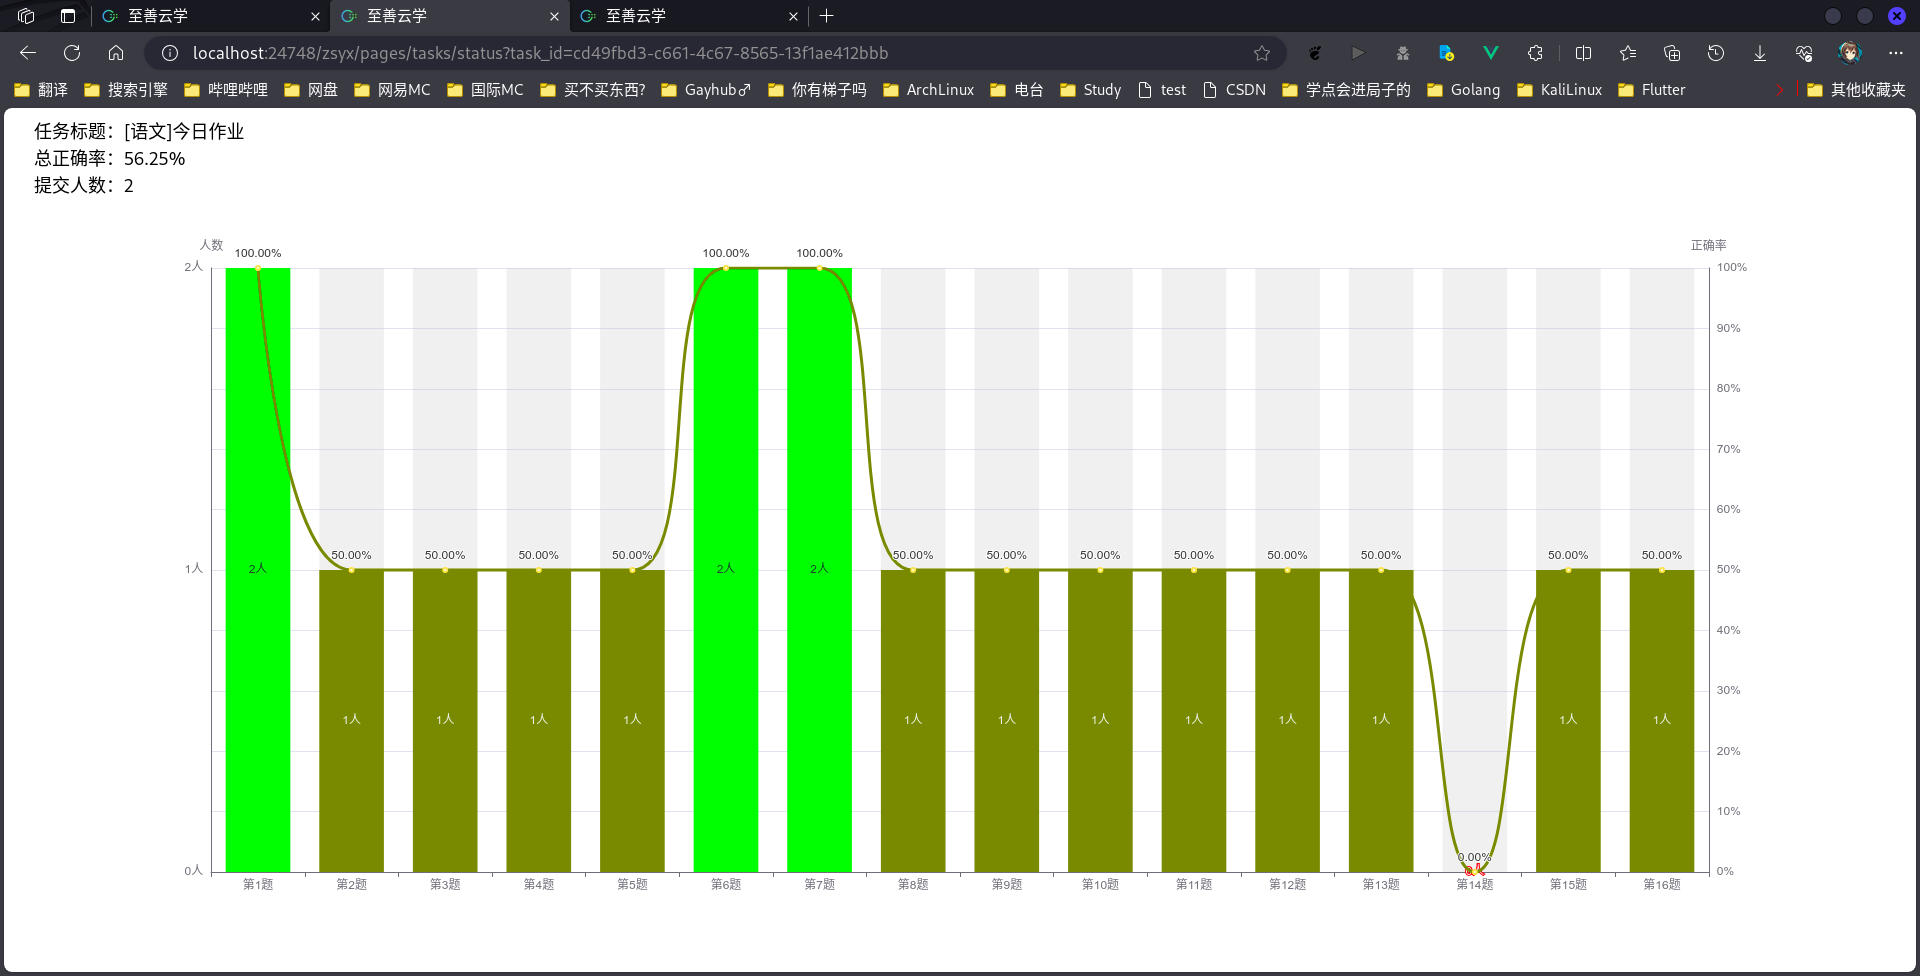 至善云学
至善云学
至善云学
localhost:24748/zsyx/pages/tasks/status?task_id=cd49fbd3-c661-4c67-8565-13f1ae412bbb
翻译 搜索引擎 哔哩哔哩 网盘 网易MC 国际MC 买不买东西? Gayhub♂ 你有梯子吗 ArchLinux 电台 Study test CSDN 学点会进局子的 Golang KaliLinux Flutter 其他收藏夹
任务标题：[语文]今日作业
总正确率：56.25%
提交人数：2
人数 正确率
100.00% 100.00% 100.00%
2人 100%
90%
80%
70%
60%
50.00% 50.00% 50.00% 50.00% 50.00% 50.00% 50.00% 50.00% 50.00% 50.00% 50.00% 50.00%
1人 2人 2人 2人 50%
40%
30%
1人 1人 1人 1人 1人 1人 1人 1人 1人 1人 1人 1人
20%
10%
0.00%
0人 0人 0%
第1题 第2题 第3题 第4题 第5题 第6题 第7题 第8题 第9题 第10题 第11题 第12题 第13题 第14题 第15题 第16题